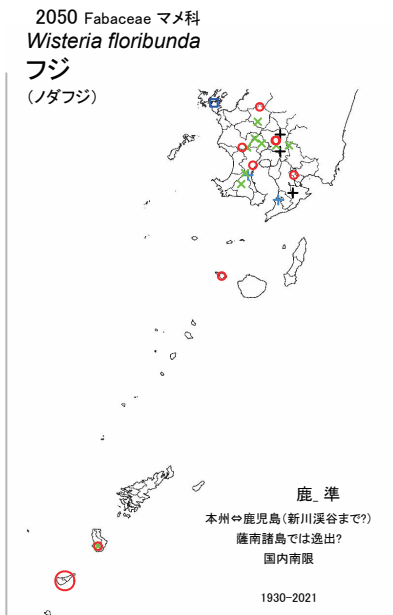 2050 Fabaceae マメ科
Wisteria floribunda
フジ
(ノダフジ)
鹿_ 準
本州⇔鹿児島(新川渓谷まで?)
薩南諸島では逸出?
国内南限
1930-2021